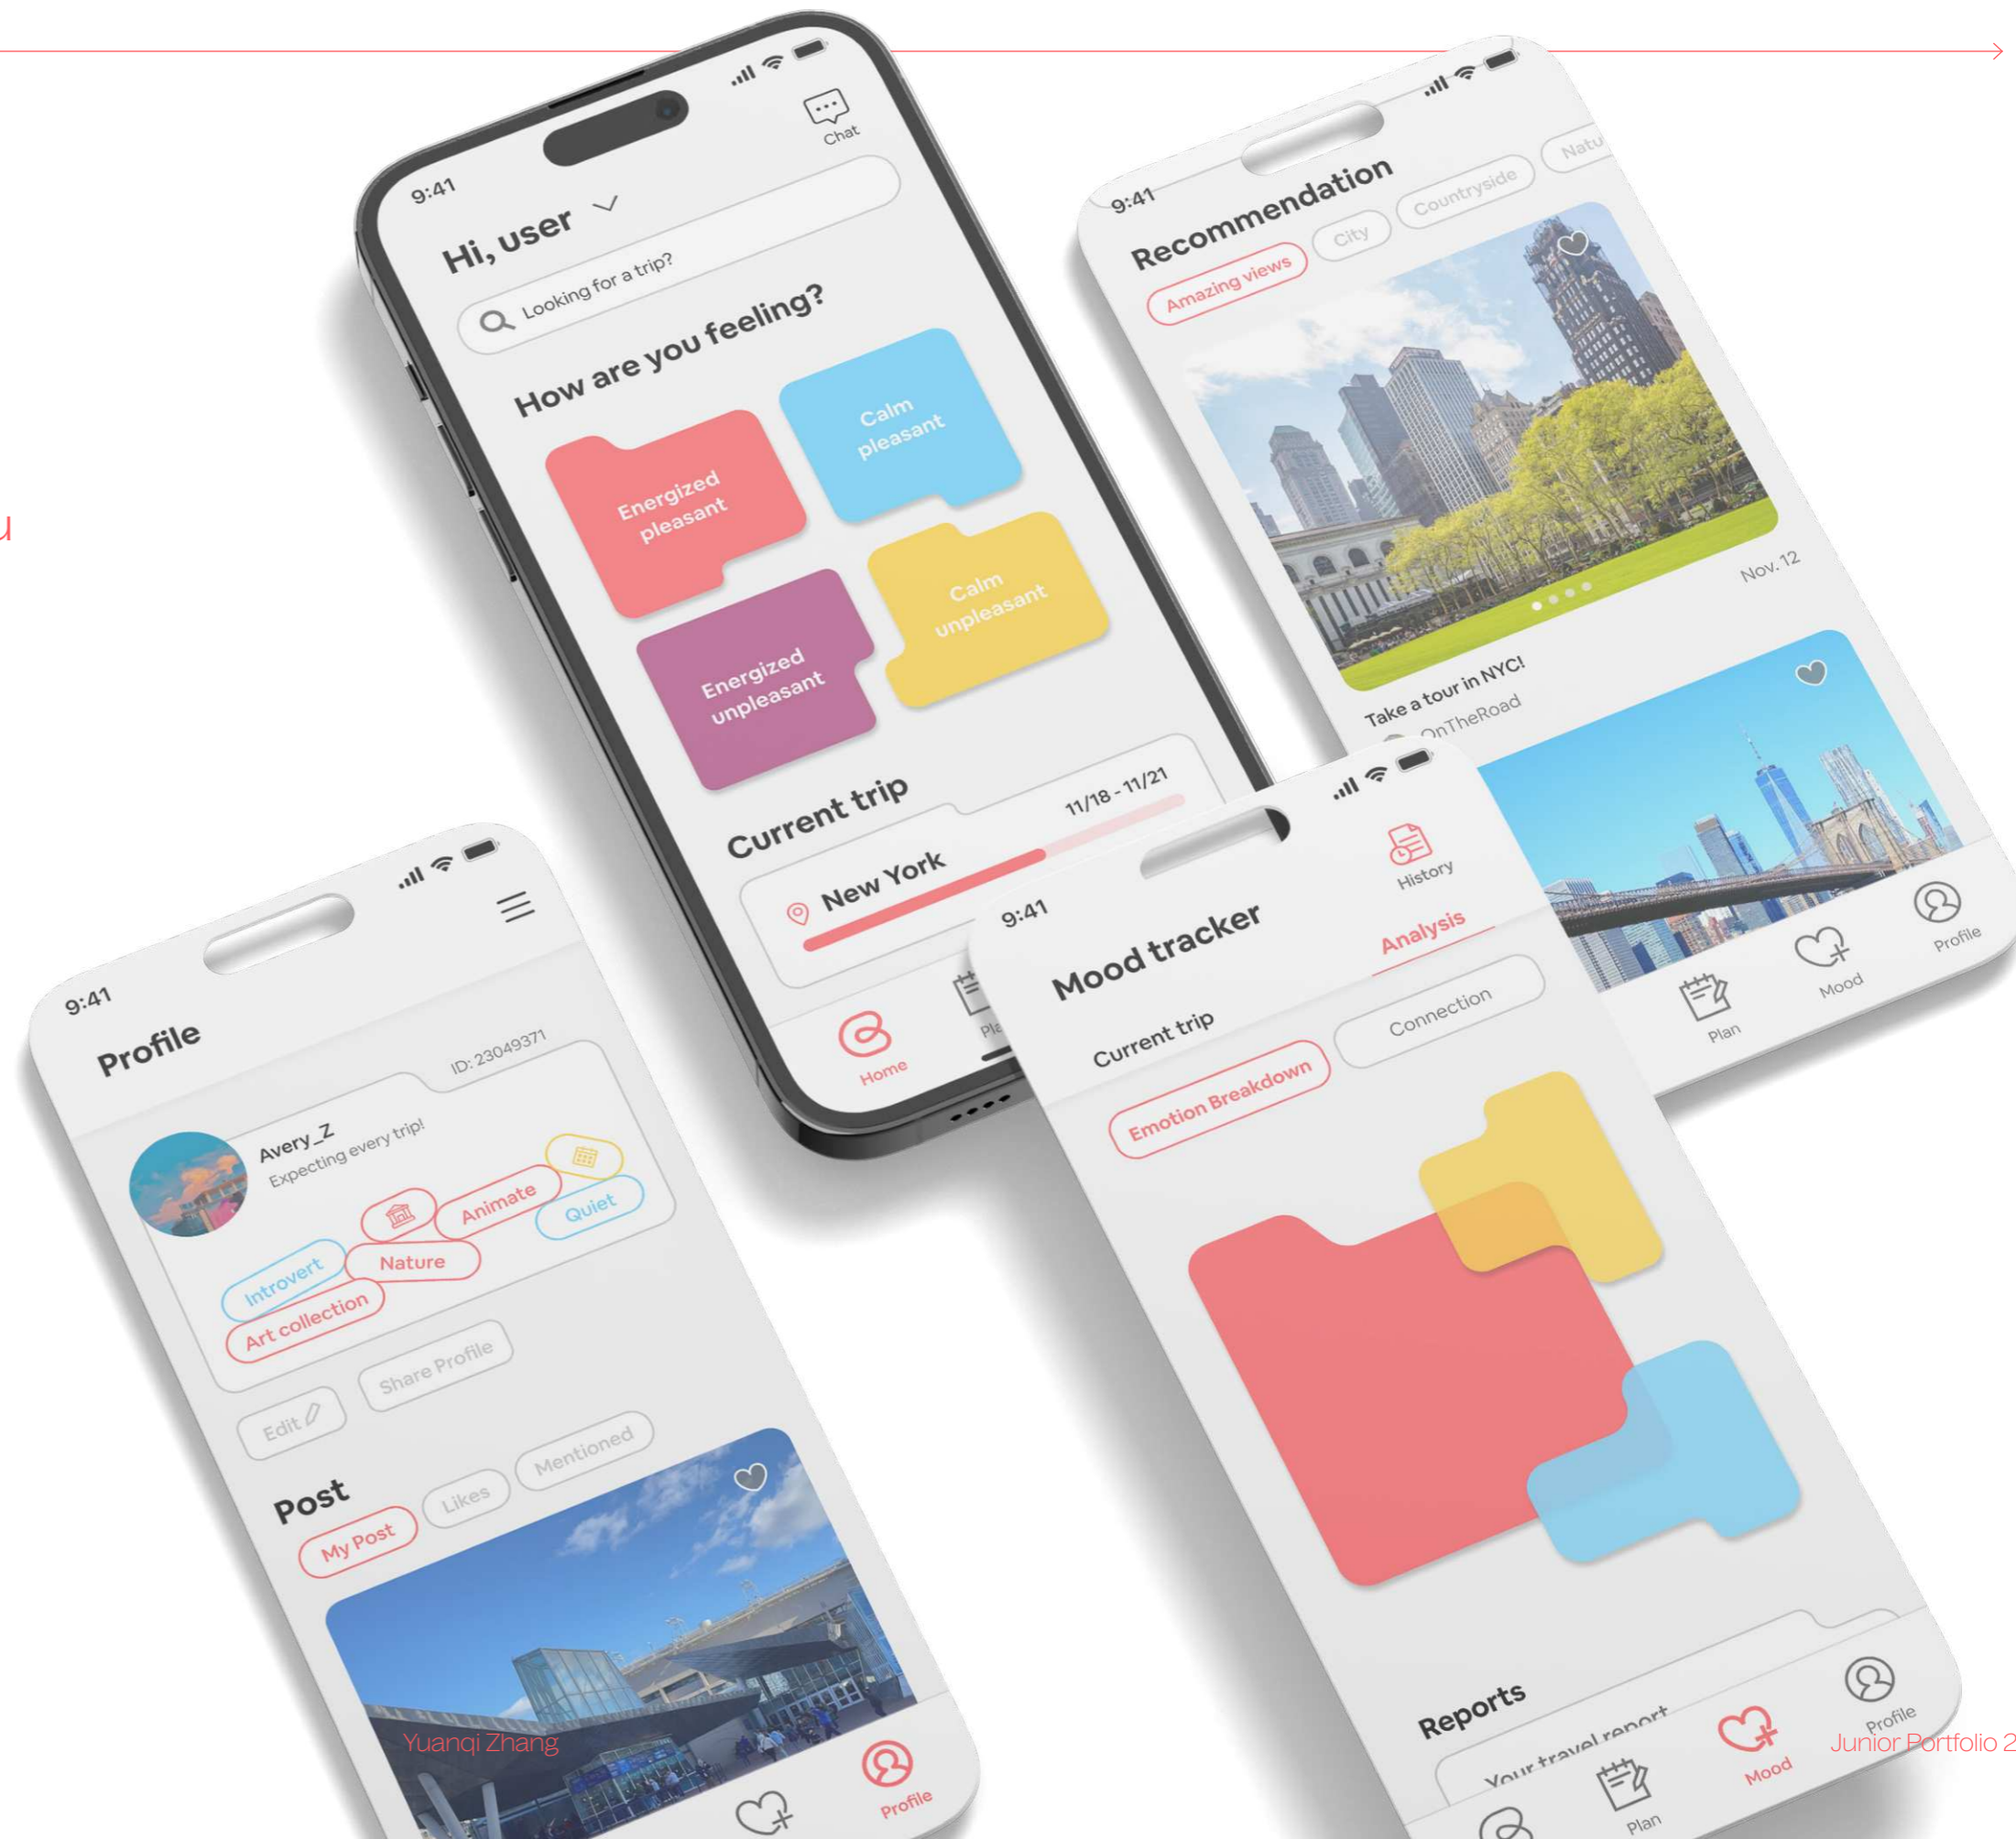 9:41
Chat
Hi, user
Looking for a trip?
How are you feeling?
Energized
pleasant
Calm
pleasant
Energized
unpleasant
Calm
unpleasant
Current trip
New York
11/18 - 11/21
Home
9:41
Recommendation
Amazing views
City
Countryside
Nov. 12
Take a tour in NYC!
OnTheRoad
Plan
Mood
Profile
9:41
Profile
ID: 23049371
Avery_Z
Expecting every trip!
Animate
Quiet
Introvert
Nature
Art collection
Edit
Share Profile
Post
My Post
Likes
Mentioned
Profile
9:41
History
Mood tracker
Current trip
Analysis
Emotion Breakdown
Connection
Reports
Your travel report
Plan
Mood
Profile
Yuanqi Zhang
Junior Portfolio 2